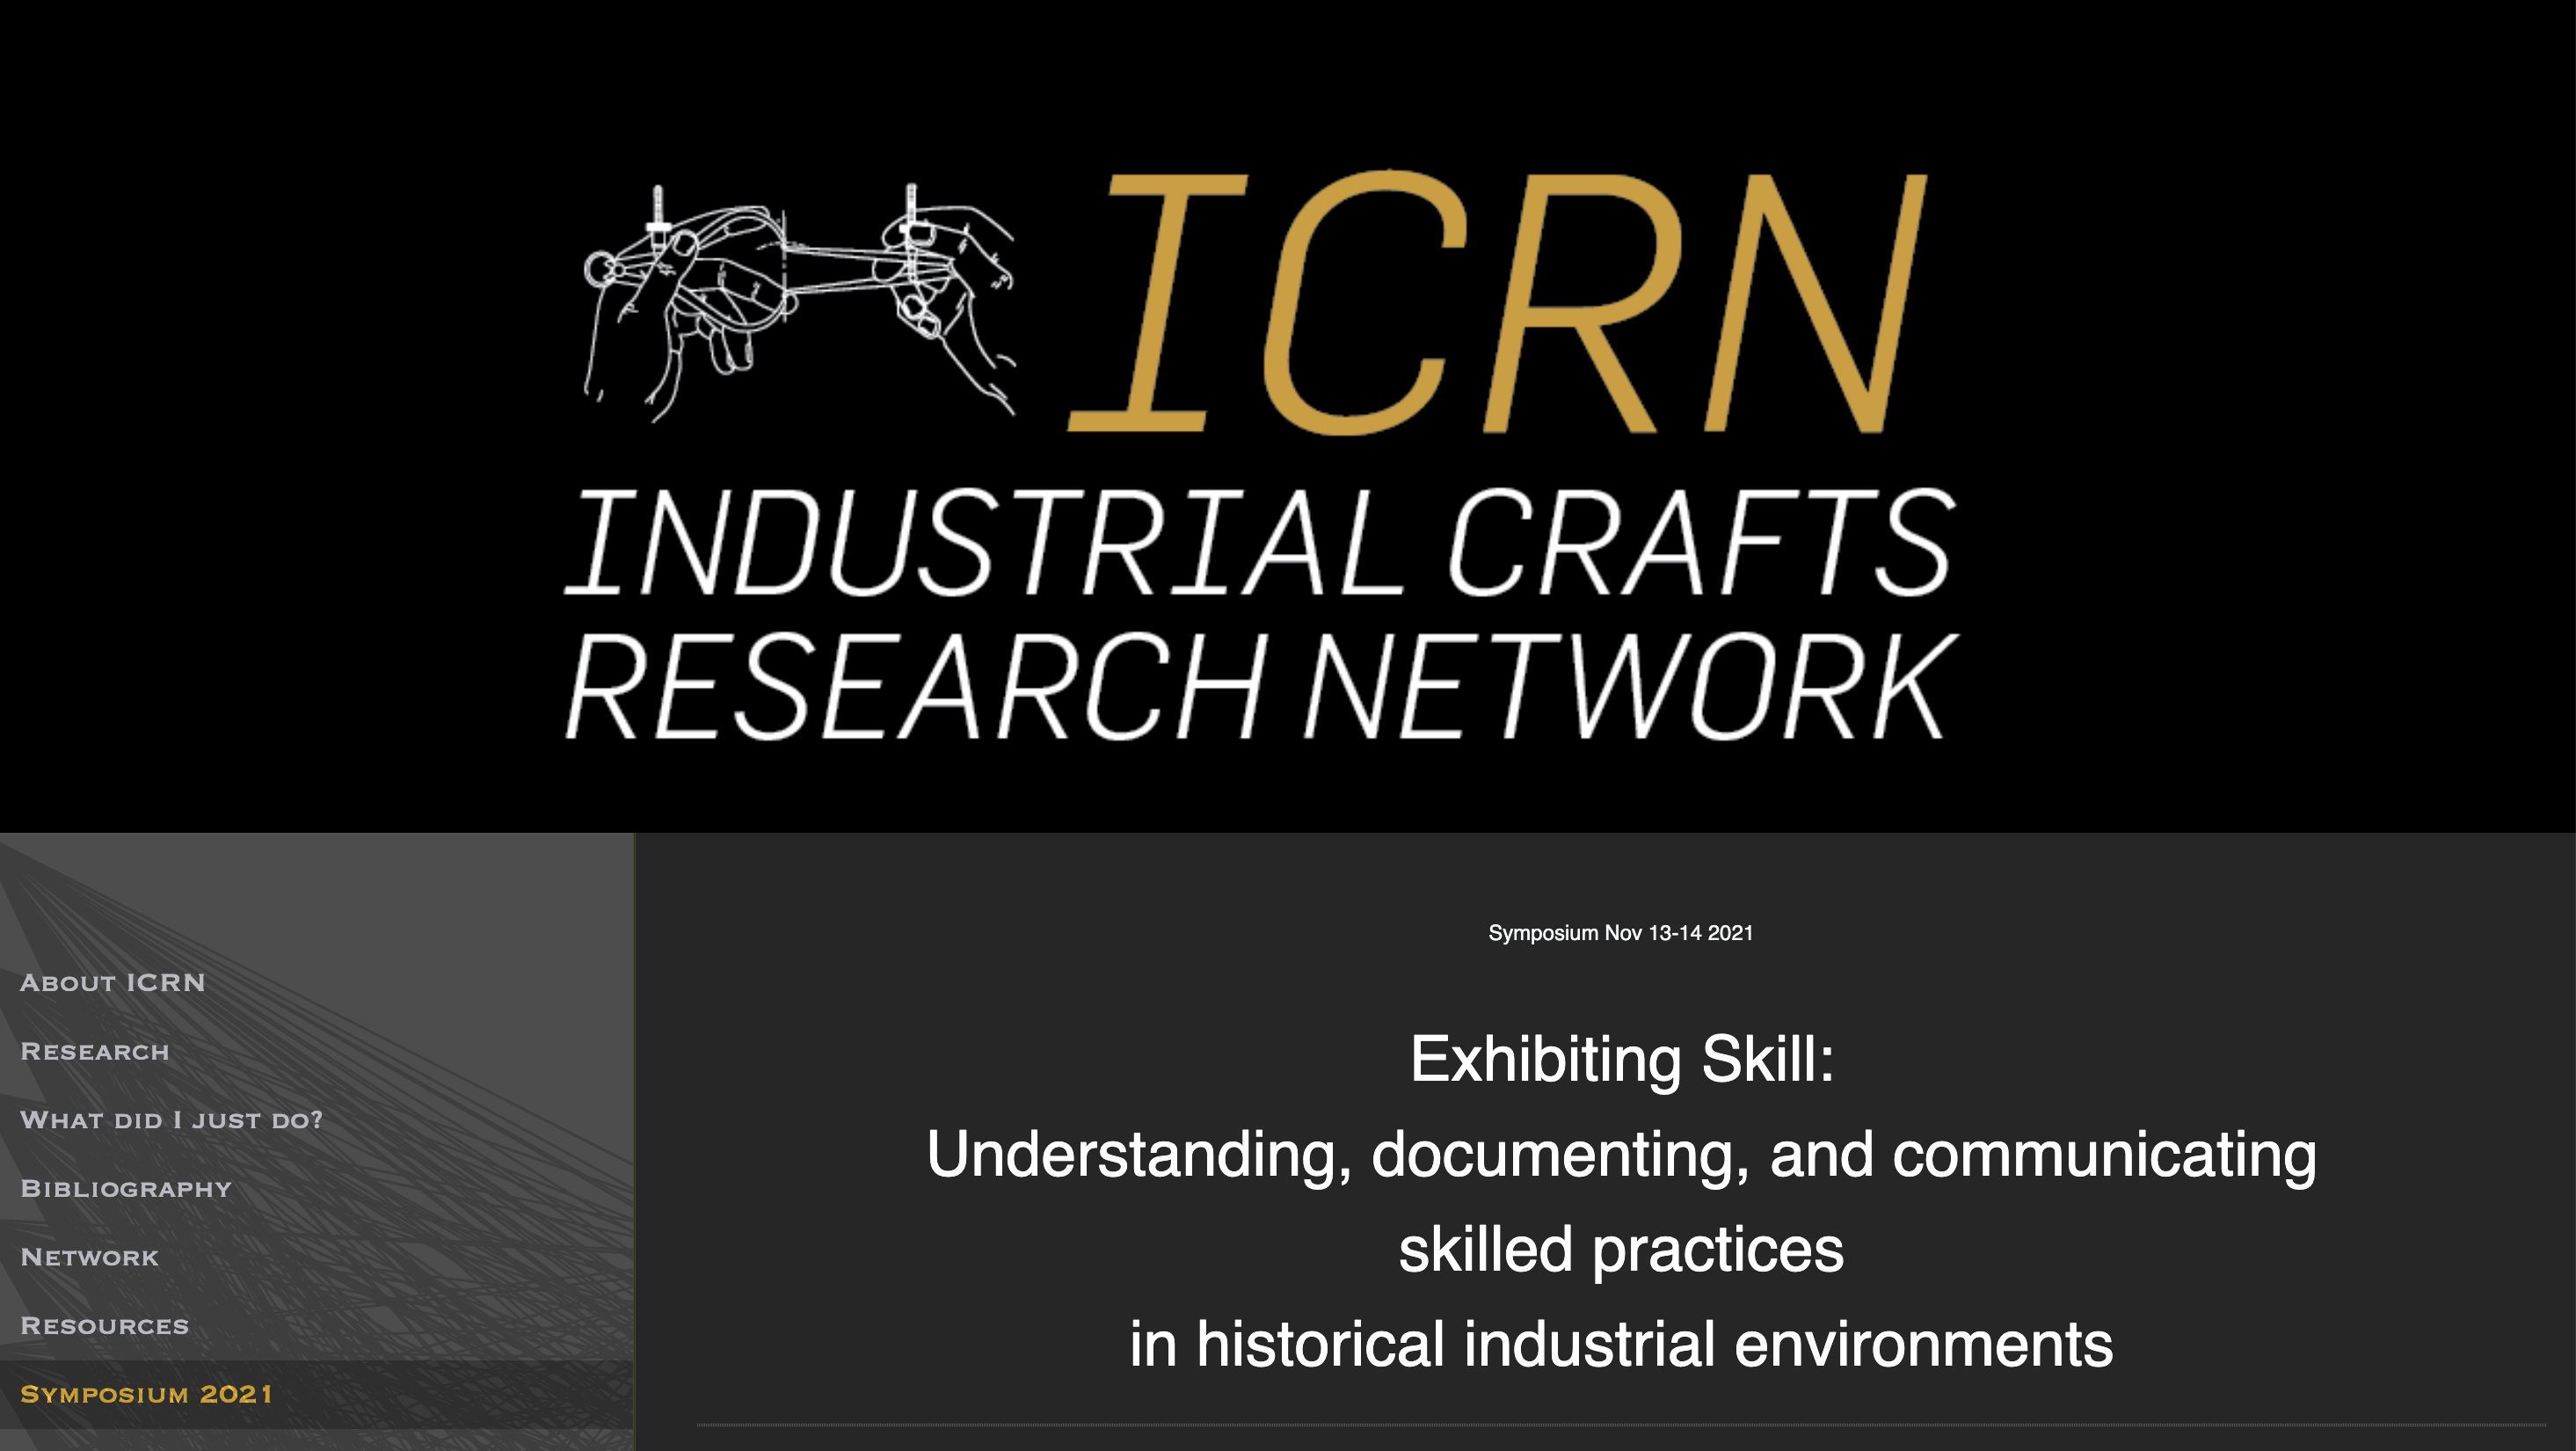 ICRN
INDUSTRIAL CRAFTS
RESEARCH NETWORK
About ICRN
Research
What did I just do?
Bibliography
Network
Resources
Symposium 2021
Symposium Nov 13-14 2021
Exhibiting Skill:
Understanding, documenting, and communicating
skilled practices
in historical industrial environments